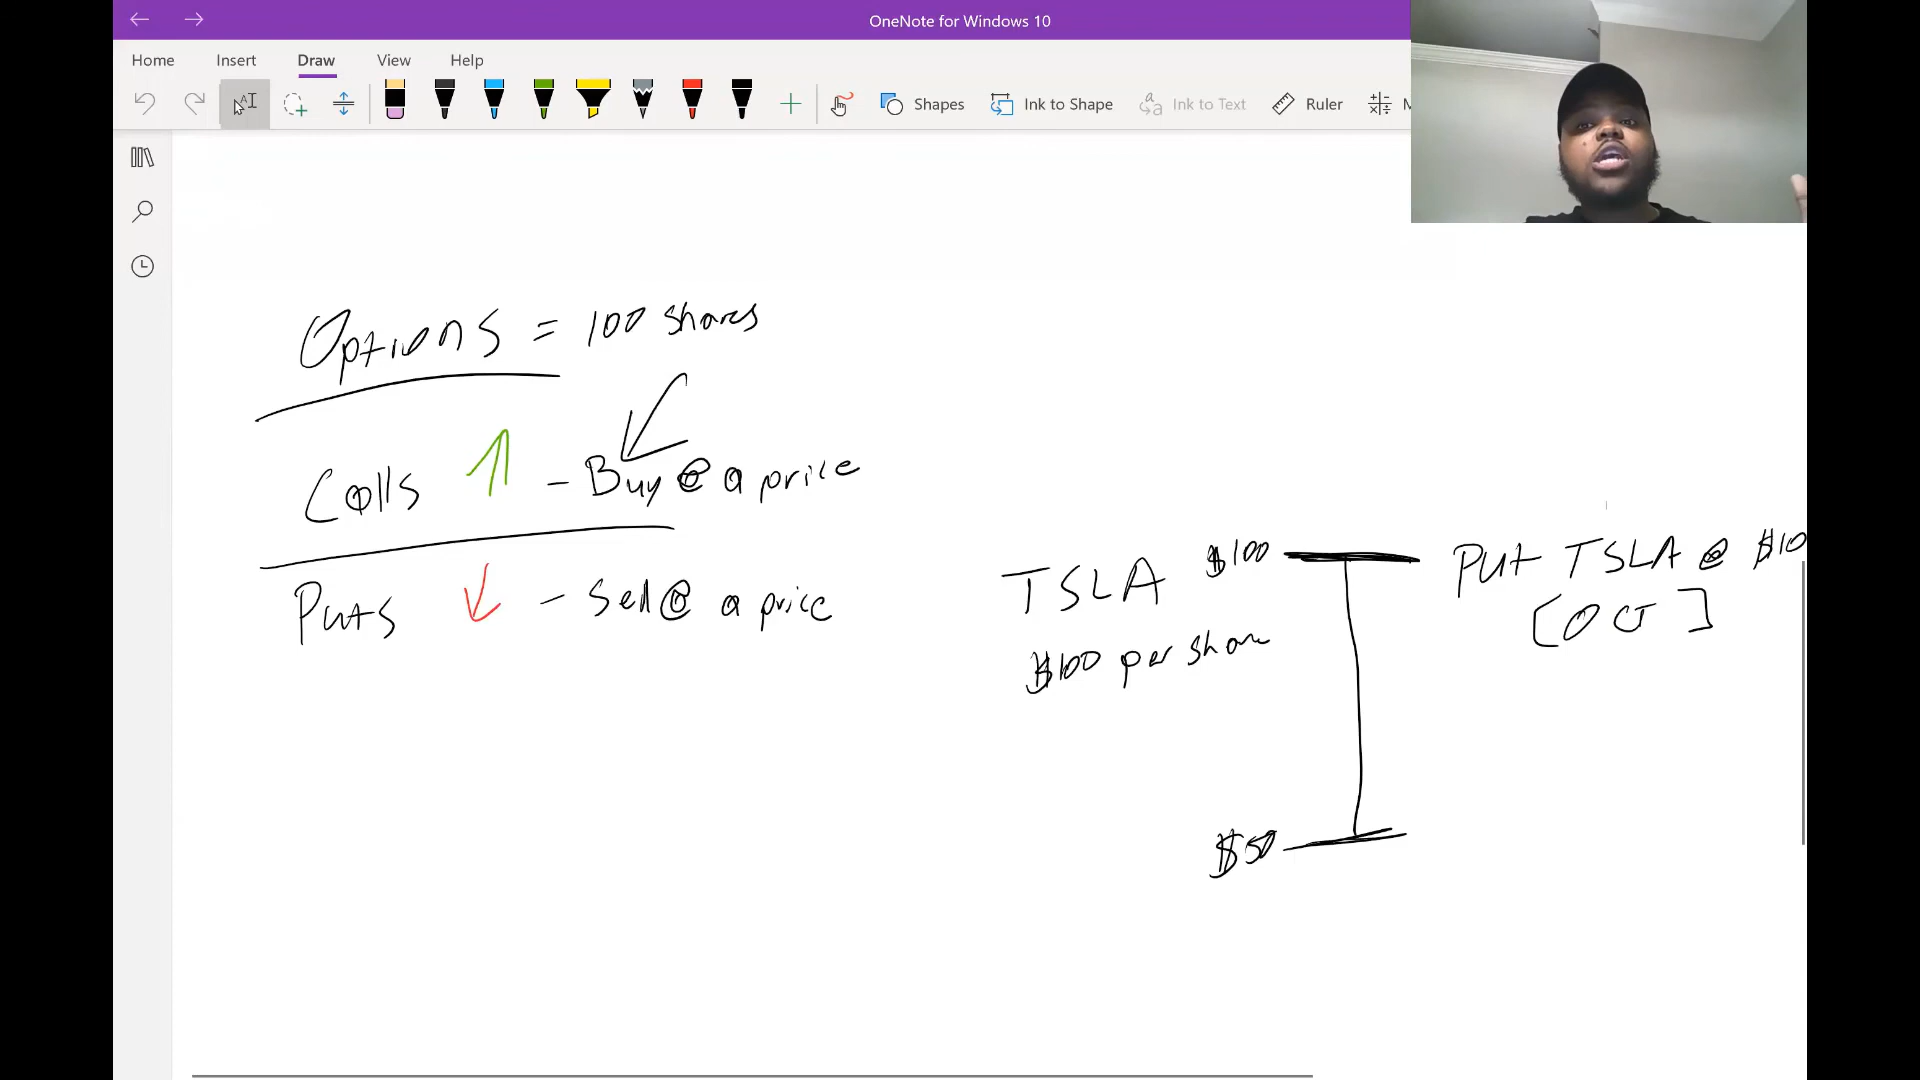 OneNote for Windows 10
Home Insert Draw View Help
Shapes Ink to Shape Ink to Text Ruler M
Options = 100 shares
Calls - Buy @ a price
Puts - Sell @ a price
TSLA $100
$100 per share
$50
PUT TSLA @ $10
[OCT]